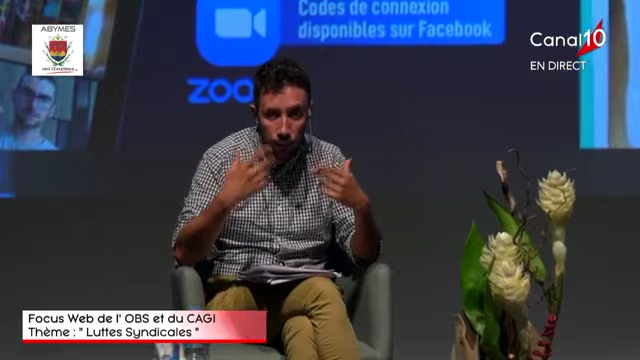 ABYMES
Codes de connexion
disponibles sur Facebook
Canal10
EN DIRECT
zoo
Focus Web de l' OBS et du CAGI
Thème : " Luttes Syndicales "